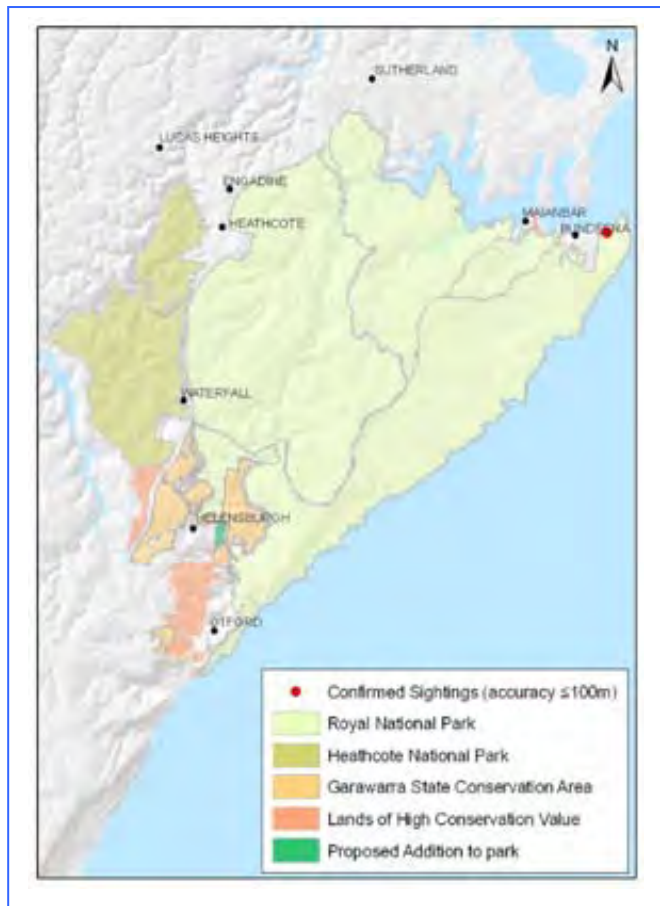 N
SUTHERLAND
LUCAS HEIGHTS
ENGADINE
HEATHCOTE
MAIANBAR
BUNDEENA
WATERFALL
HELENSBURGH
OTFORD
Confirmed Sightings (accuracy ≤100m)
Royal National Park
Heathcote National Park
Garawarra State Conservation Area
Lands of High Conservation Value
Proposed Addition to park